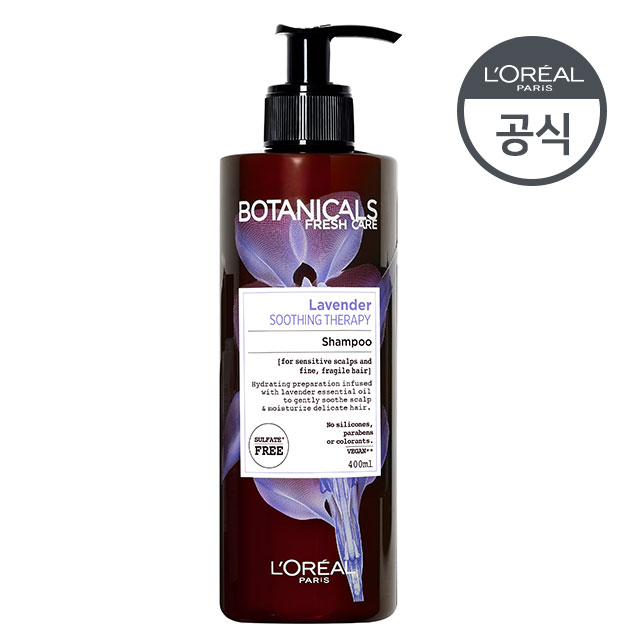 L'ORÉAL
PARIS
공식
BOTANICALS
FRESH CARE
Lavender
SOOTHING THERAPY
Shampoo
[for sensitive scalps and
fine, fragile hair]
Hydrating preparation infused
with lavender essential oil
to gently soothe scalp
& moisturize delicate hair.
No silicones,
parabens
or colorants.
VEGAN**
400ml
SULFATE*
FREE
L'ORÉAL
PARIS